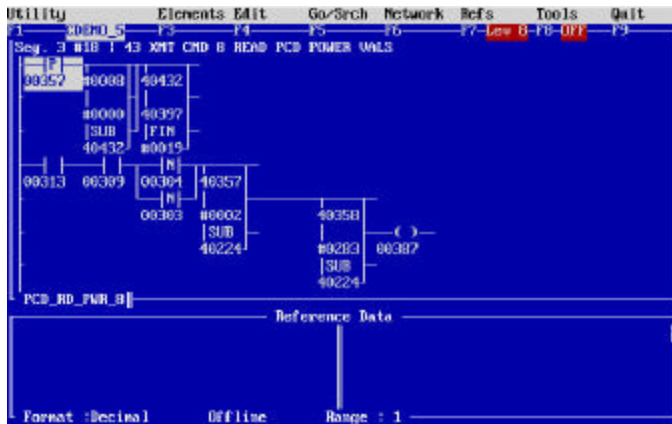 Utility Elements Edit Go/Srch Network Refs Tools Quit
F1 XDEMO_5 F3 F4 F5 F6 F7-Lev 8-F8-OFF F9
Seg. 3 #18 | 43 XMT CMD 8 READ PCD POWER VALS
P
00357 #0008 40432
#0000 40397
SUB FIN
40432 #0019
N
00313 00309 00304 40357
N
00303 #0002 40358
SUB
40224 #0283 00387
SUB
40224
PCD_RD_PWR_8
Reference Data
Format :Decimal Offline Range : 1